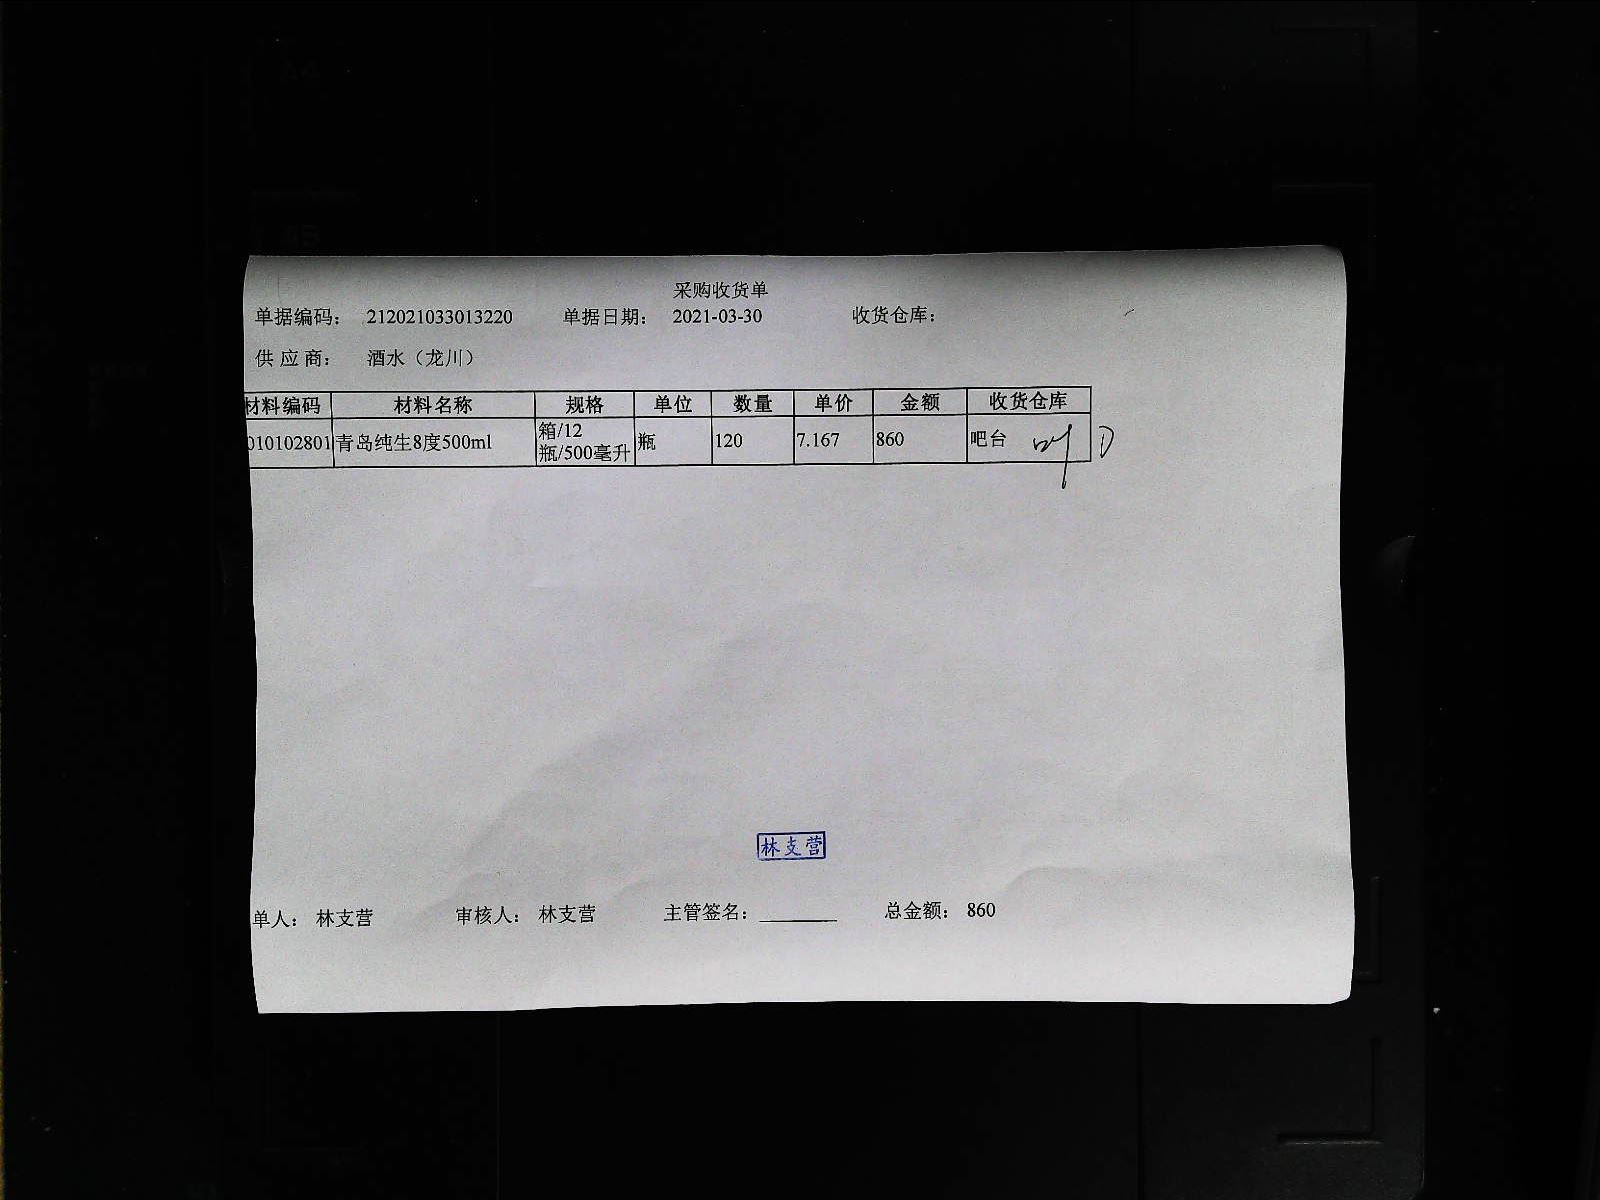 采购收货单
单据编码： 212021033013220 单据日期： 2021-03-30 收货仓库：
供 应 商： 酒水（龙川）
材料编码 材料名称 规格 单位 数量 单价 金额 收货仓库
010102801 青岛纯生8度500ml 箱/12瓶/500毫升 瓶 120 7.167 860 吧台
林支营
单人： 林支营 审核人： 林支营 主管签名： 总金额： 860